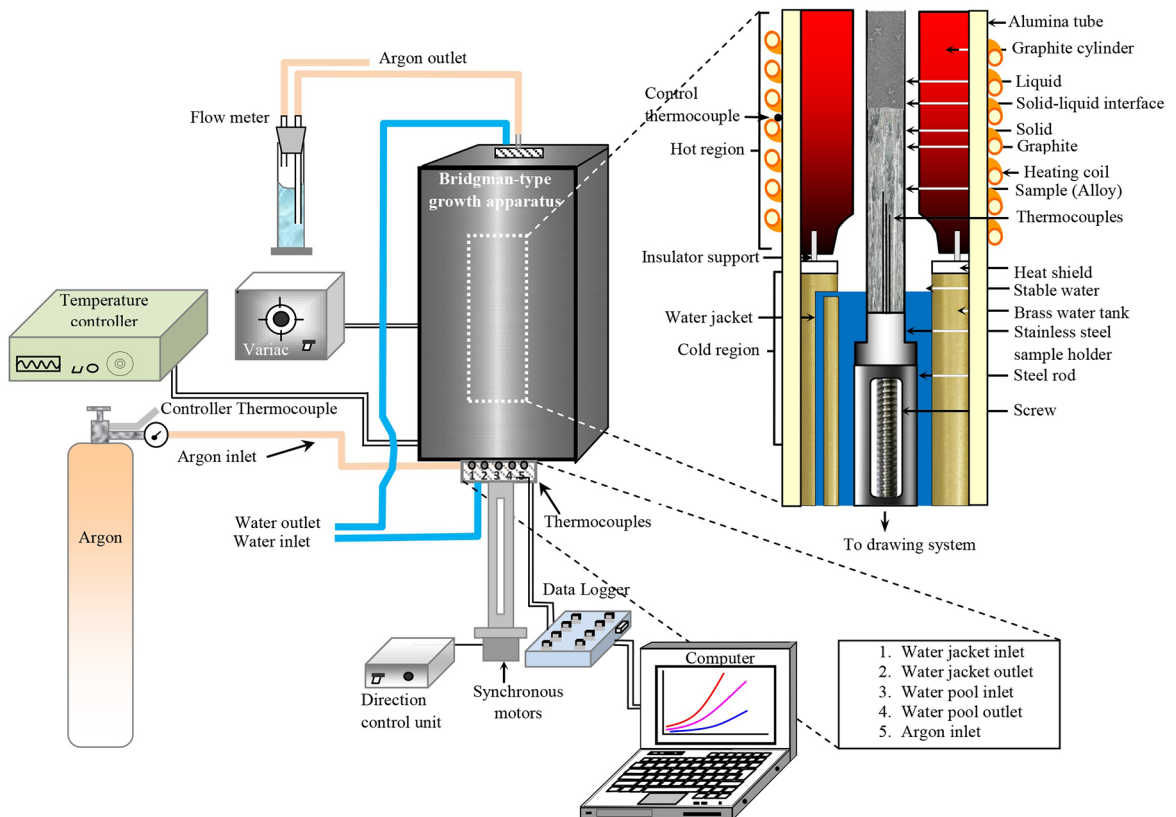 Argon outlet
Flow meter
Bridgman-type
growth apparatus
Temperature
controller
Variac
Controller Thermocouple
Argon inlet
Argon
Water outlet
Water inlet
1 2 3 4 5
Thermocouples
Data Logger
Direction
control unit
Synchronous
motors
Computer
Control
thermocouple
Hot region
Insulator support
Water jacket
Cold region
Alumina tube
Graphite cylinder
Liquid
Solid-liquid interface
Solid
Graphite
Heating coil
Sample (Alloy)
Thermocouples
Heat shield
Stable water
Brass water tank
Stainless steel
sample holder
Steel rod
Screw
To drawing system
1. Water jacket inlet
2. Water jacket outlet
3. Water pool inlet
4. Water pool outlet
5. Argon inlet